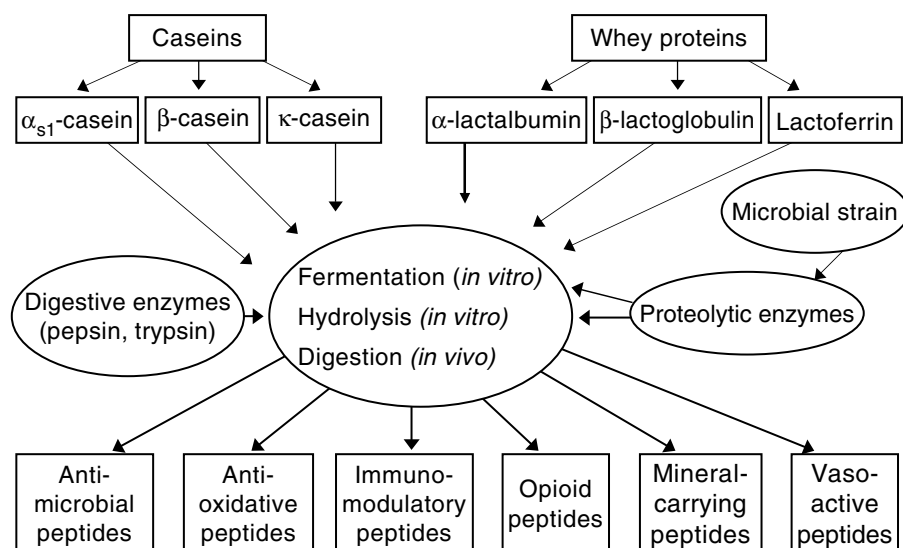 Caseins
Whey proteins
αs1-casein
β-casein
κ-casein
α-lactalbumin
β-lactoglobulin
Lactoferrin
Microbial strain
Digestive enzymes
(pepsin, trypsin)
Fermentation (in vitro)
Hydrolysis (in vitro)
Digestion (in vivo)
Proteolytic enzymes
Anti-
microbial
peptides
Anti-
oxidative
peptides
Immuno-
modulatory
peptides
Opioid
peptides
Mineral-
carrying
peptides
Vaso-
active
peptides